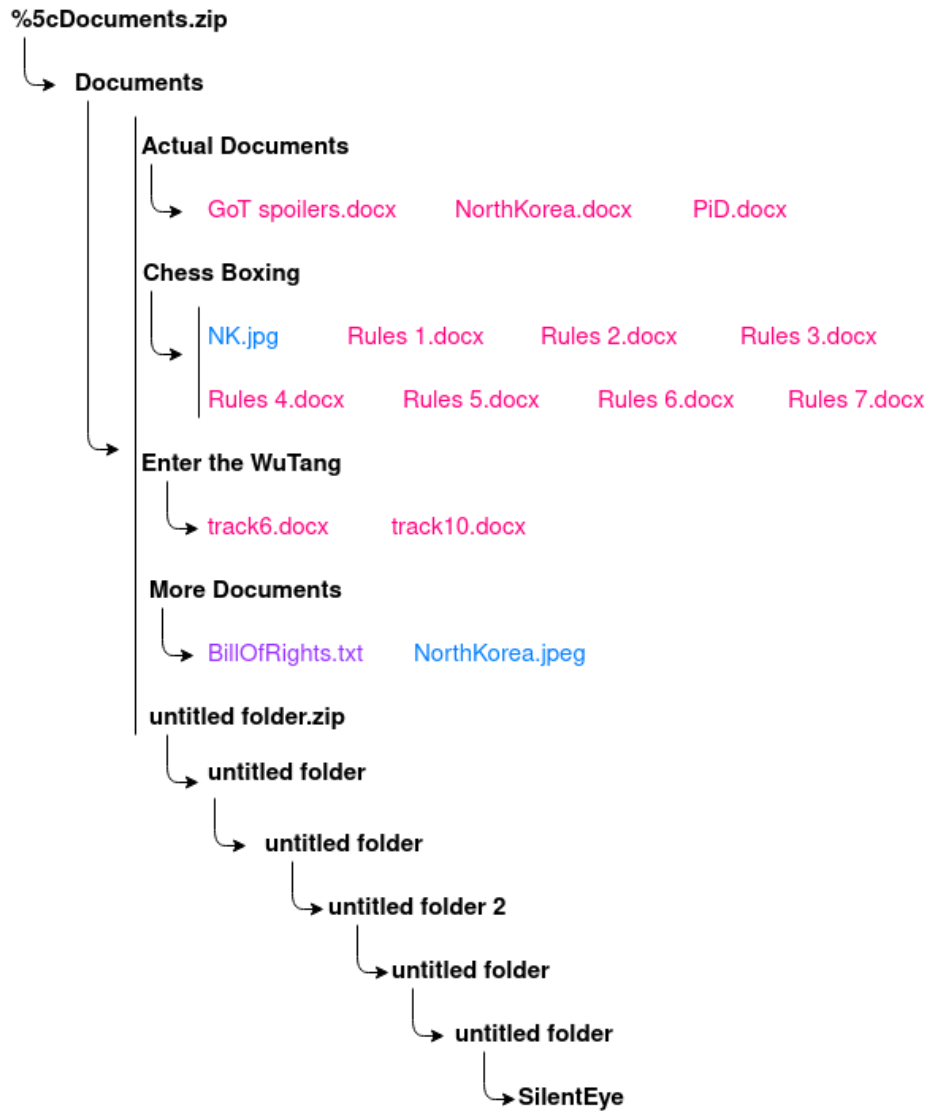 %5cDocuments.zip
Documents
Actual Documents
GoT spoilers.docx NorthKorea.docx PiD.docx
Chess Boxing
NK.jpg Rules 1.docx Rules 2.docx Rules 3.docx
Rules 4.docx Rules 5.docx Rules 6.docx Rules 7.docx
Enter the WuTang
track6.docx track10.docx
More Documents
BillOfRights.txt NorthKorea.jpeg
untitled folder.zip
untitled folder
untitled folder
untitled folder 2
untitled folder
untitled folder
SilentEye